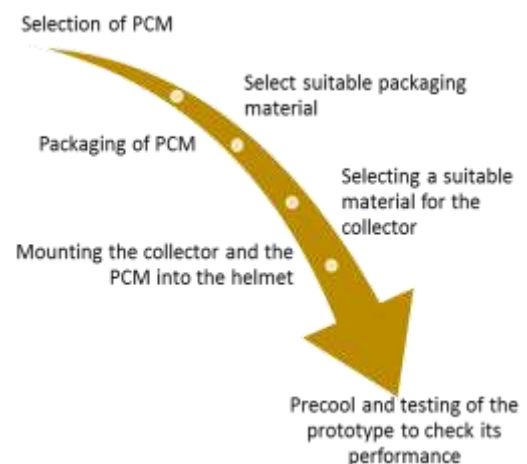 Selection of PCM
Select suitable packaging
material
Packaging of PCM
Selecting a suitable
material for the
collector
Mounting the collector and the
PCM into the helmet
Precool and testing of the
prototype to check its
performance